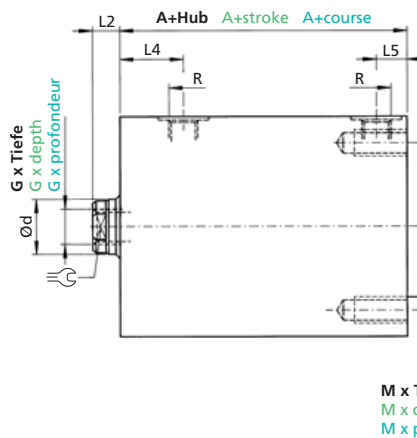 L2 A+Hub A+stroke A+course
L4 L5
R R
G x Tiefe
G x depth
G x profondeur
Ød
M x
M x
M x